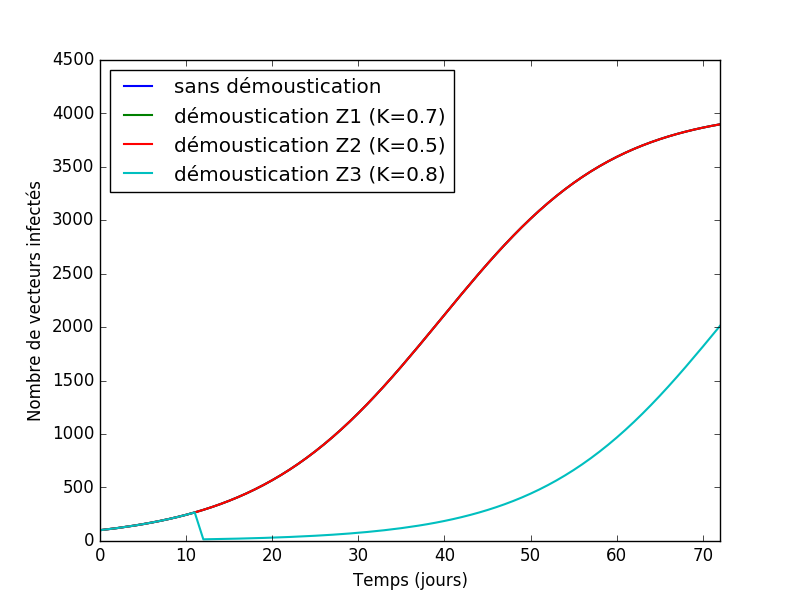 4500
4000
3500
3000
2500
2000
1500
1000
500
0
sans démoustication
démoustication Z1 (K=0.7)
démoustication Z2 (K=0.5)
démoustication Z3 (K=0.8)
Nombre de vecteurs infectés
0 10 20 30 40 50 60 70
Temps (jours)